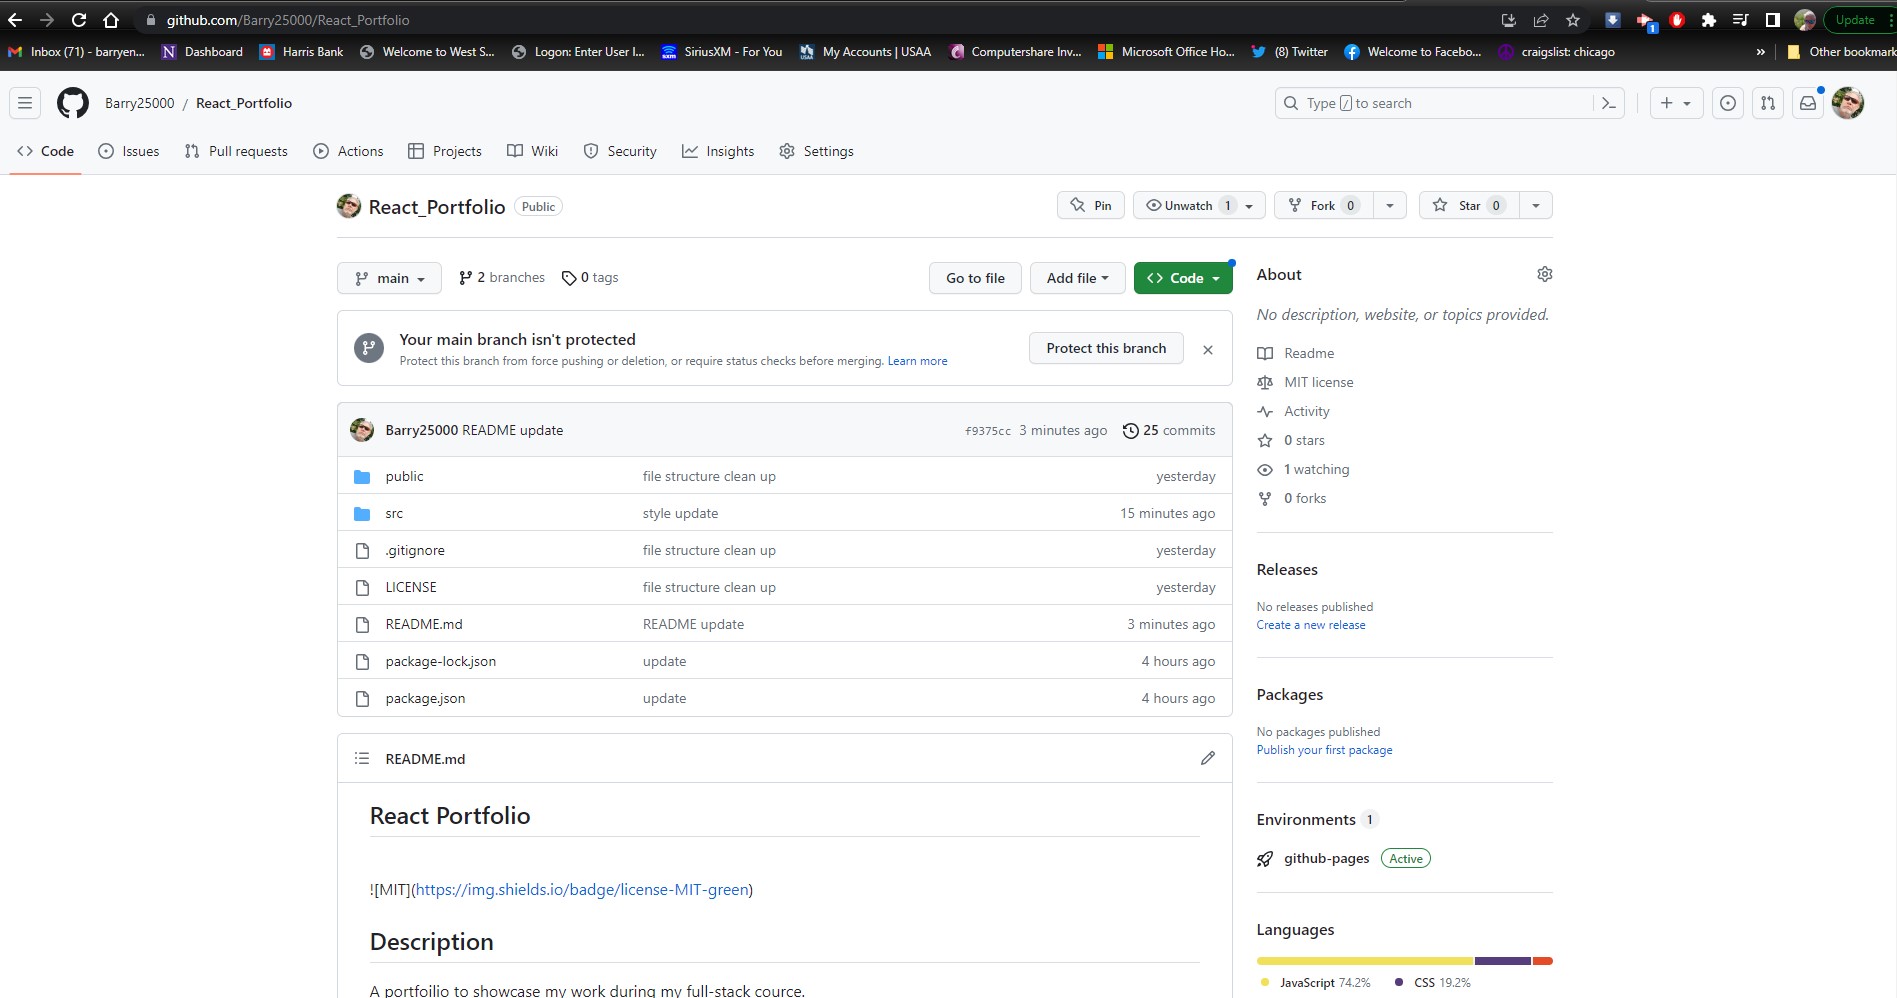 github.com/Barry25000/React_Portfolio
Update
Inbox (71) - barryen...
Dashboard
Harris Bank
Welcome to West S...
Logon: Enter User I...
SiriusXM - For You
My Accounts | USAA
Computershare Inv...
Microsoft Office Ho...
(8) Twitter
Welcome to Facebo...
craigslist: chicago
»
Other bookmark
Barry25000 / React_Portfolio
Type / to search
Code
Issues
Pull requests
Actions
Projects
Wiki
Security
Insights
Settings
React_Portfolio Public
Pin
Unwatch 1
Fork 0
Star 0
main
2 branches
0 tags
Go to file
Add file
<> Code
About
No description, website, or topics provided.
Your main branch isn't protected
Protect this branch from force pushing or deletion, or require status checks before merging. Learn more
Protect this branch
Readme
MIT license
Activity
0 stars
1 watching
0 forks
Barry25000 README update f9375cc 3 minutes ago 25 commits
public file structure clean up yesterday
src style update 15 minutes ago
.gitignore file structure clean up yesterday
LICENSE file structure clean up yesterday
README.md README update 3 minutes ago
package-lock.json update 4 hours ago
package.json update 4 hours ago
Releases
No releases published
Create a new release
Packages
No packages published
Publish your first package
README.md
React Portfolio
![MIT](https://img.shields.io/badge/license-MIT-green)
Description
A portfoilio to showcase my work during my full-stack cource.
Environments 1
github-pages Active
Languages
JavaScript 74.2% CSS 19.2%